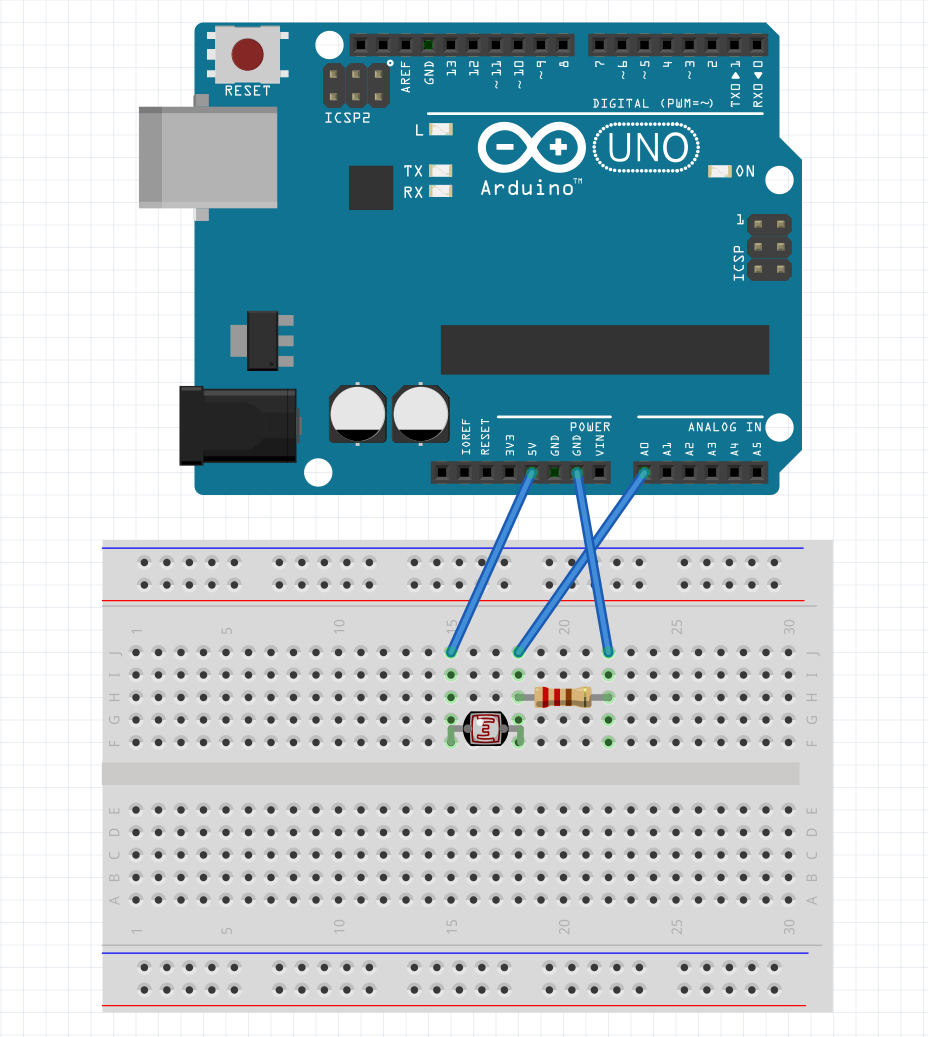 RESET
ICSP2
AREF
GND
13
12
~11
~10
~9
8
7
~6
~5
4
~3
2
TX0▶1
RX0◀0
DIGITAL (PWM=~)
L
TX
RX
Arduino™
UNO
ON
1
ICSP
IOREF
RESET
3V3
5V
GND
GND
VIN
POWER
ANALOG IN
A0
A1
A2
A3
A4
A5
1 5 10 15 20 25 30
J J
I I
H H
G G
F F
E E
D D
C C
B B
A A
1 5 10 15 20 25 30